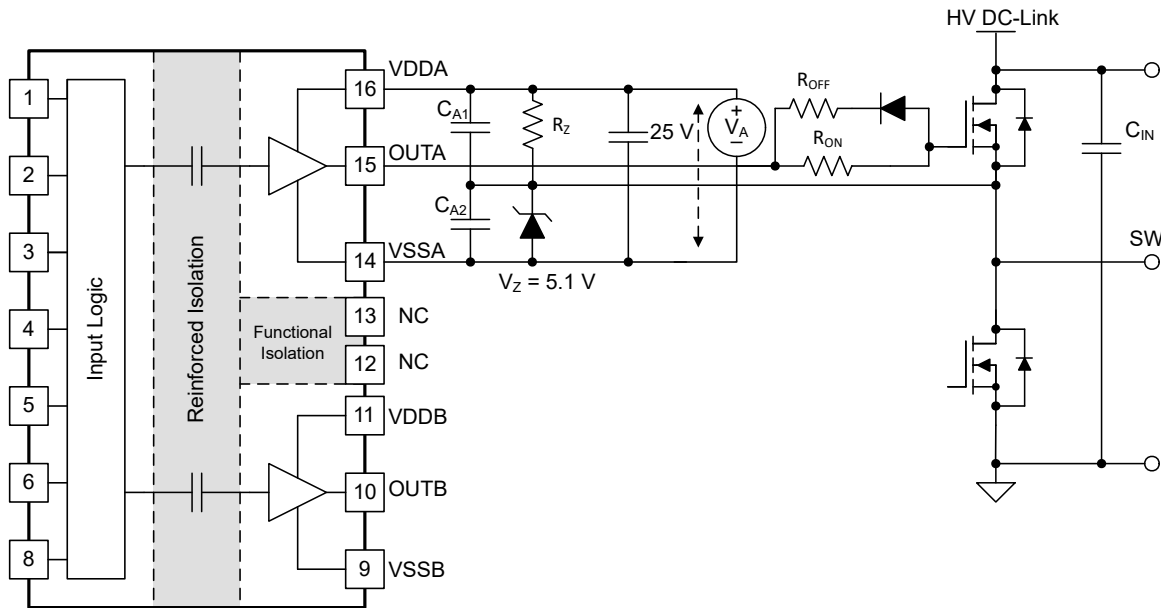 HV DC-Link
1
2
3
4
5
6
8
Input Logic
Reinforced Isolation
Functional
Isolation
16
VDDA
15
OUTA
14
VSSA
13
NC
12
NC
11
VDDB
10
OUTB
9
VSSB
CA1
CA2
RZ
VZ = 5.1 V
25 V
+
VA
−
ROFF
RON
CIN
SW